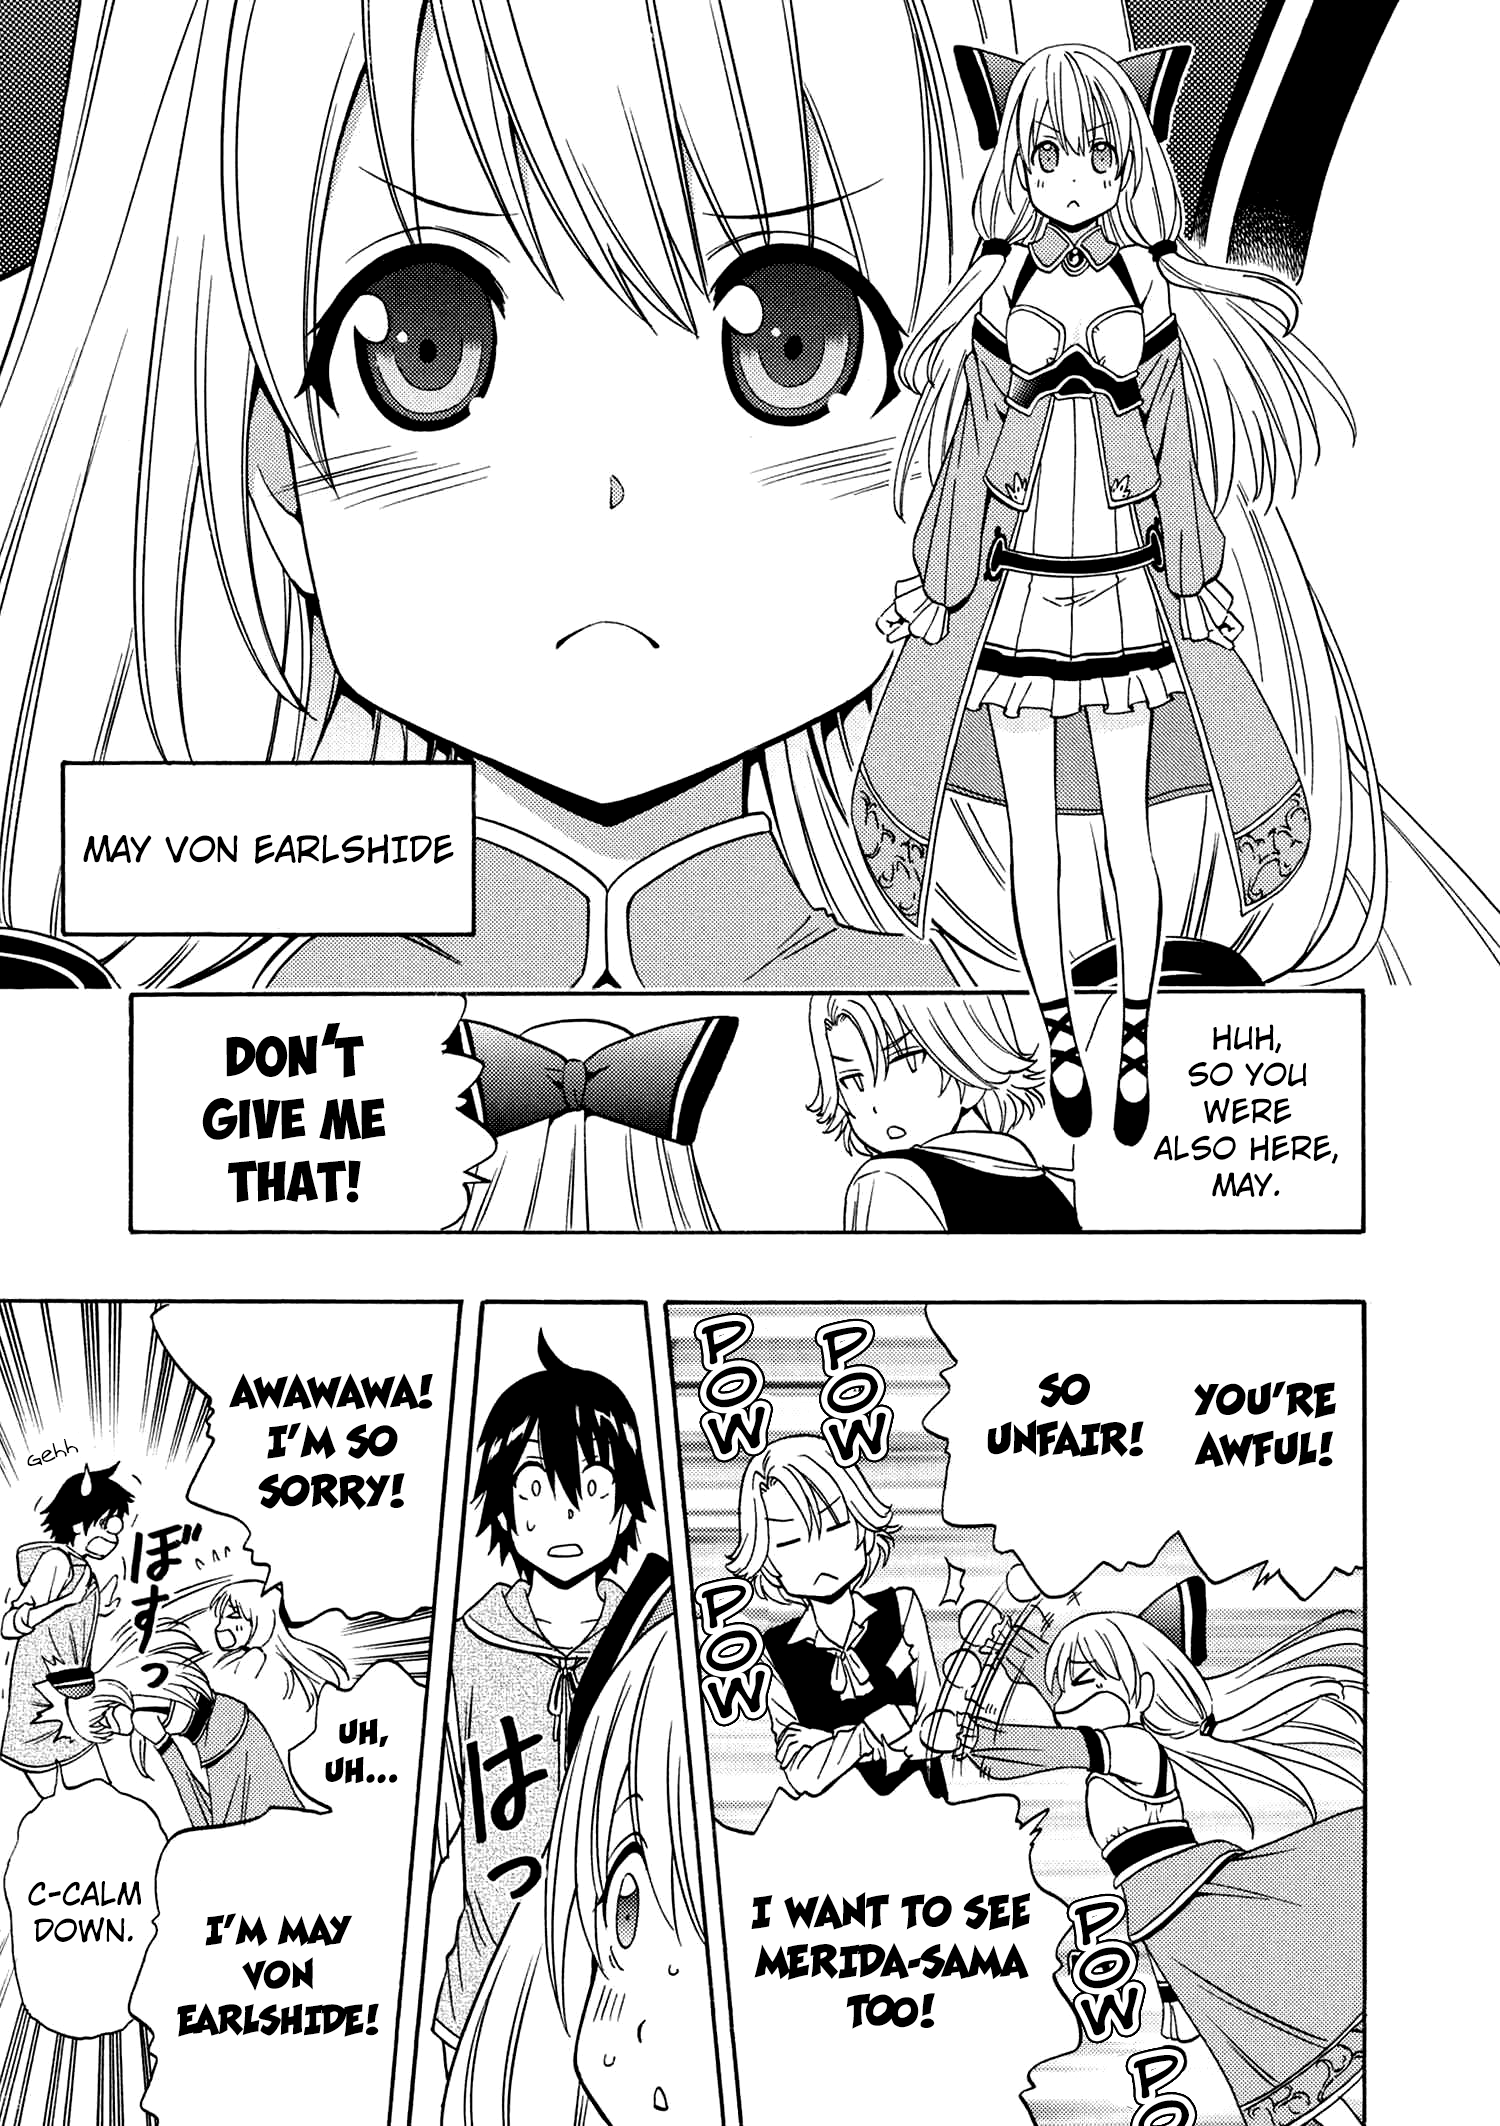 MAY VON EARLSHIDE
HUH,
SO YOU
WERE
ALSO HERE,
MAY.
DON'T
GIVE ME
THAT!
YOU'RE
AWFUL!
SO
UNFAIR!
POW
POW
POW
I WANT TO SEE
MERIDA-SAMA
TOO!
POW
PO
はっ
AWAWAWA!
I'M SO
SORRY!
Gehh
ぼすっ
UH,
UH...
I'M MAY
VON
EARLSHIDE!
C-CALM
DOWN.